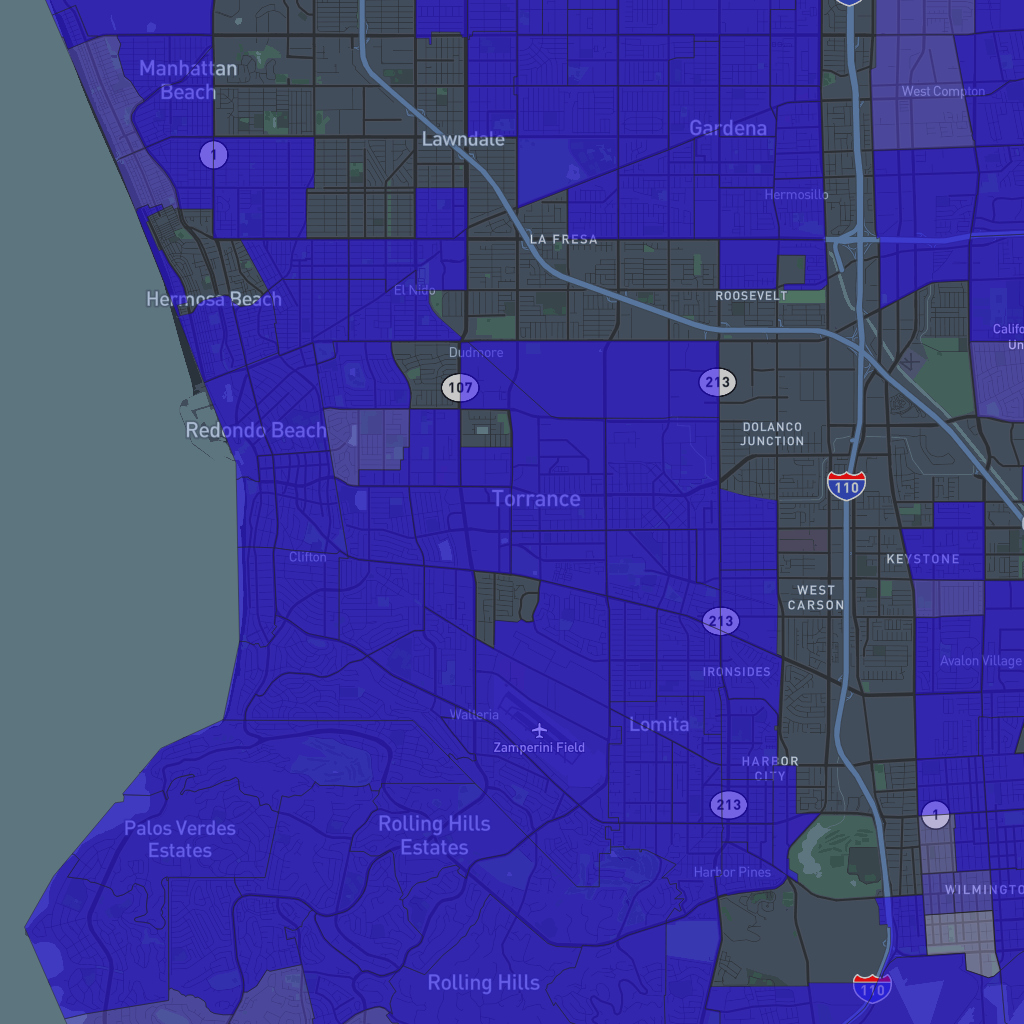 Manhattan
Beach
West Compton
Gardena
Lawndale
1
Hermosillo
LA FRESA
El Nido
ROOSEVELT
Hermosa Beach
Califo
Un
Dudmore
107
213
Redondo Beach
DOLANCO
JUNCTION
110
Torrance
Clifton
KEYSTONE
WEST
CARSON
213
IRONSIDES
Avalon Village
Walteria
Lomita
Zamperini Field
HARBOR
CITY
213
1
Palos Verdes
Estates
Rolling Hills
Estates
Harbor Pines
WILMINGTO
Rolling Hills
110